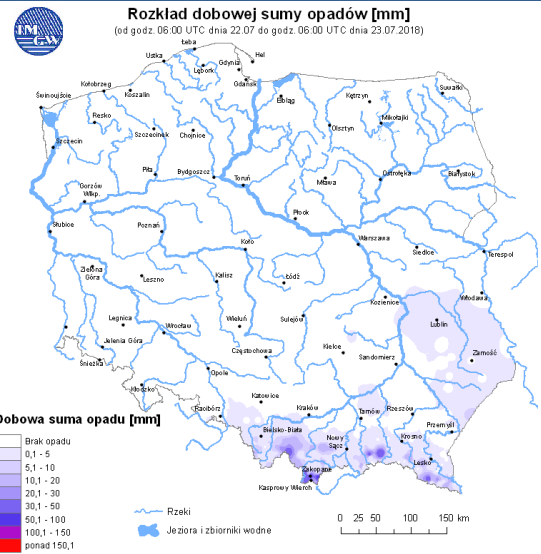 IM
G.W
Rozkład dobowej sumy opadów [mm]
(od godz. 06:00 UTC dnia 22.07 do godz. 06:00 UTC dnia 23.07.2018)
Łeba
Ustka
Hel
Gdynia
Lębork
Gdańsk
Suwałki
Kołobrzeg
Koszalin
Świnoujście
Elbląg
Kętrzyn
Resko
Mikołajki
Szczecinek
Chojnice
Olsztyn
Szczecin
Piła
Bydgoszcz
Toruń
Mława
Ostrołęka
Białystok
Gorzów
Wlkp.
Płock
Słubice
Poznań
Koło
Warszawa
Siedlce
Terespol
Zielona
Góra
Leszno
Kalisz
Łódź
Kozienice
Włodawa
Legnica
Wrocław
Wieluń
Sulejów
Lublin
Jelenia Góra
Kielce
Zamość
Śnieżka
Częstochowa
Sandomierz
Kłodzko
Opole
Katowice
Racibórz
Kraków
Tarnów
Rzeszów
Przemyśl
Bielsko-Biała
Nowy
Sącz
Krosno
Lesko
Zakopane
Kasprowy Wierch
Dobowa suma opadu [mm]
Brak opadu
0,1 - 5
5,1 - 10
10,1 - 20
20,1 - 30
30,1 - 50
50,1 - 100
100,1 - 150
ponad 150,1
Rzeki
Jeziora i zbiorniki wodne
0 25 50 100 150 km